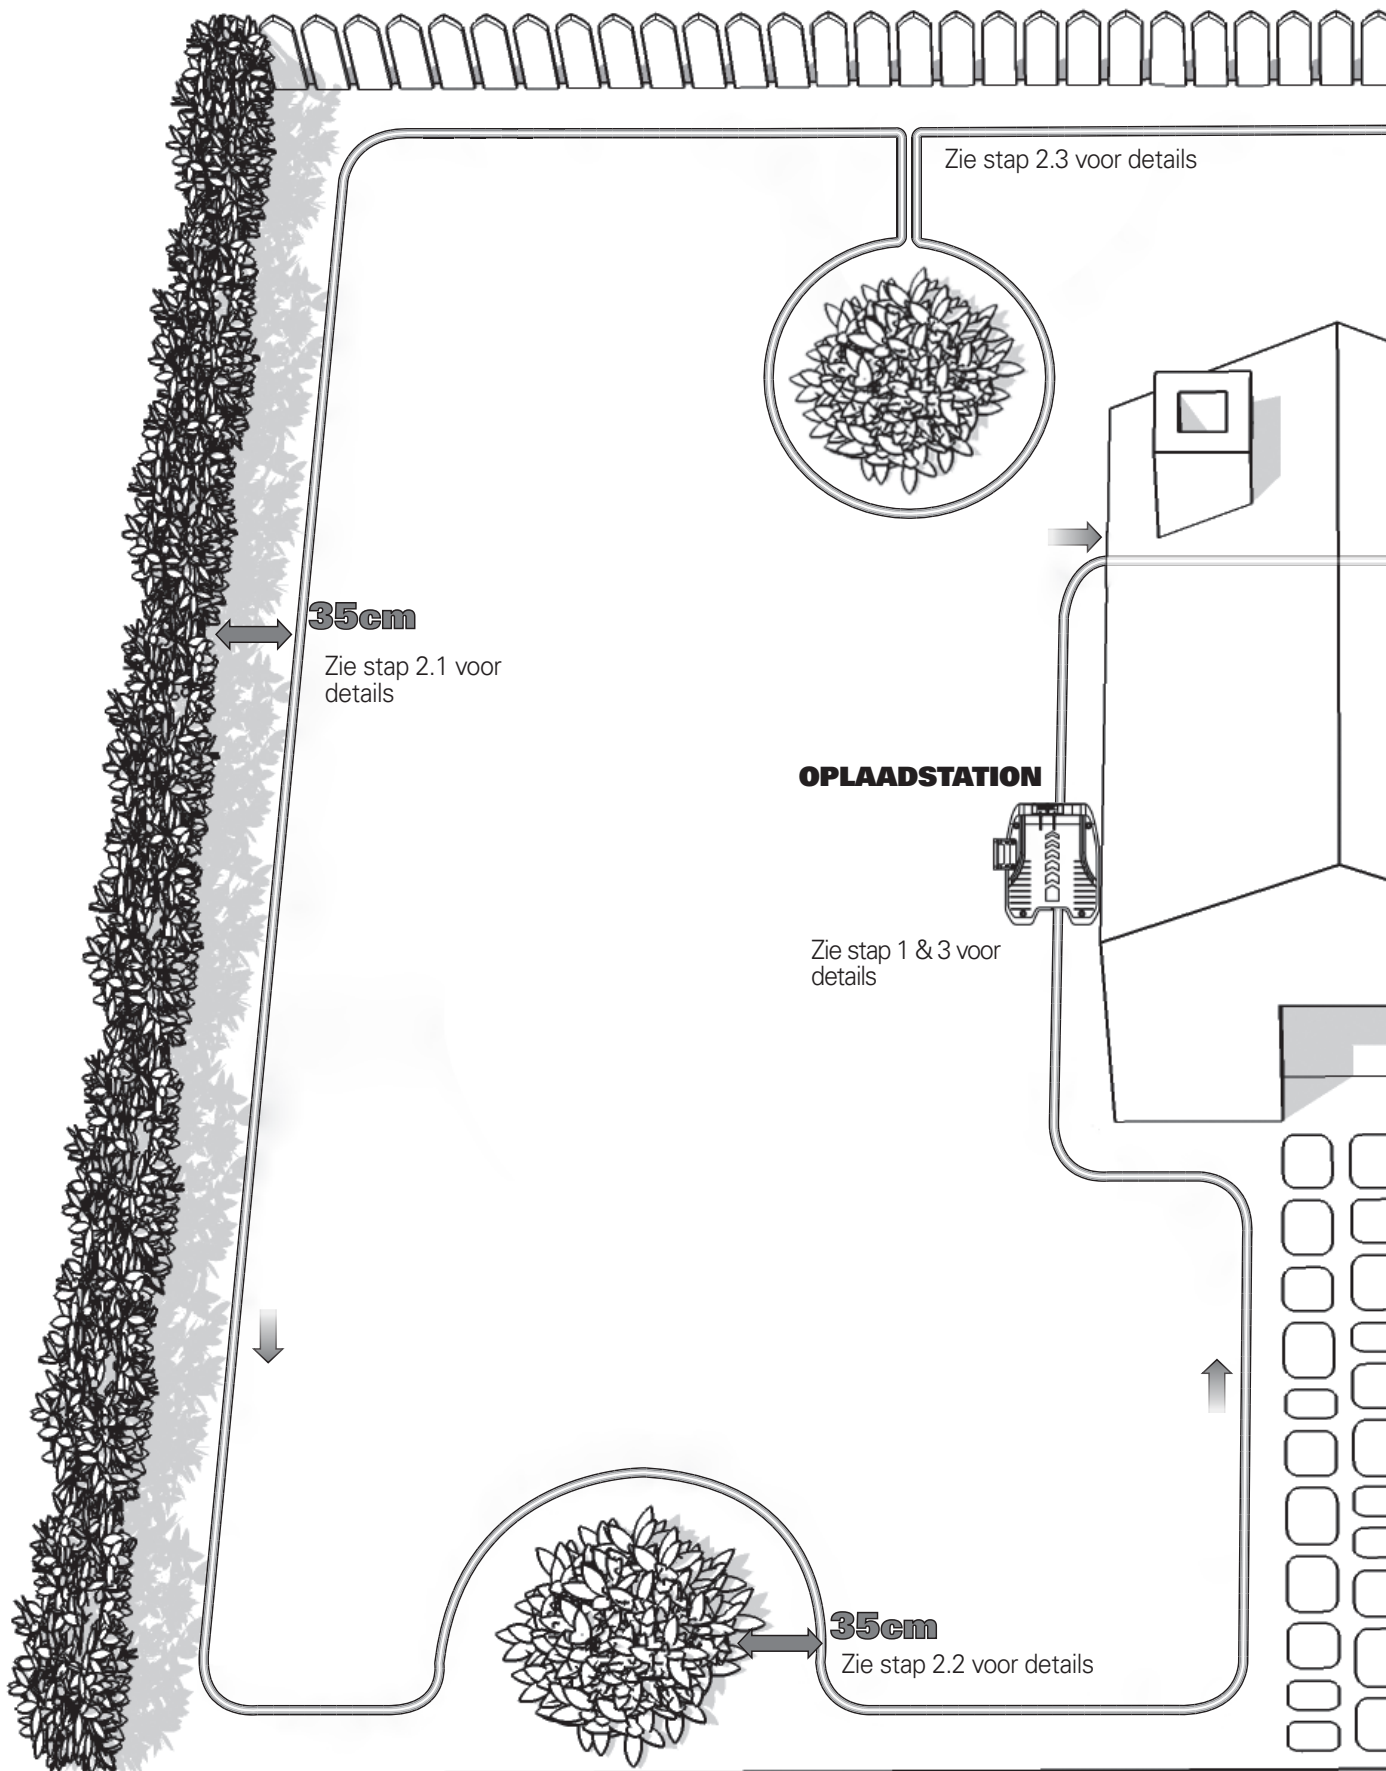 Zie stap 2.3 voor details
35cm
Zie stap 2.1 voor
details
OPLAADSTATION
Zie stap 1 & 3 voor
details
35cm
Zie stap 2.2 voor details